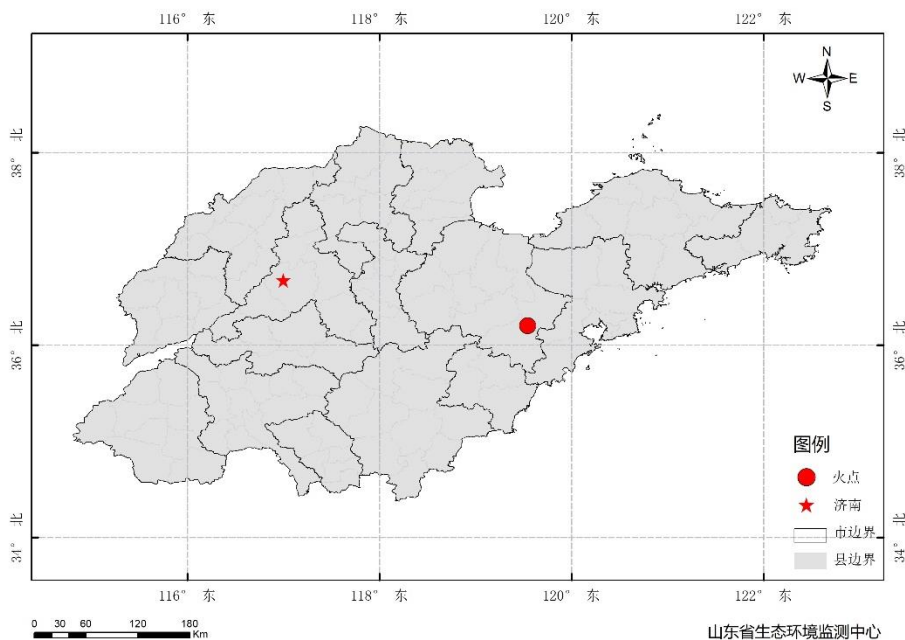 116° 东
118° 东
120° 东
122° 东
N
W E
S
38° 北
38° 北
36° 北
36° 北
34° 北
34° 北
图例
火点
济南
市边界
县边界
116° 东
118° 东
120° 东
122° 东
0 30 60 120 180
Km
山东省生态环境监测中心